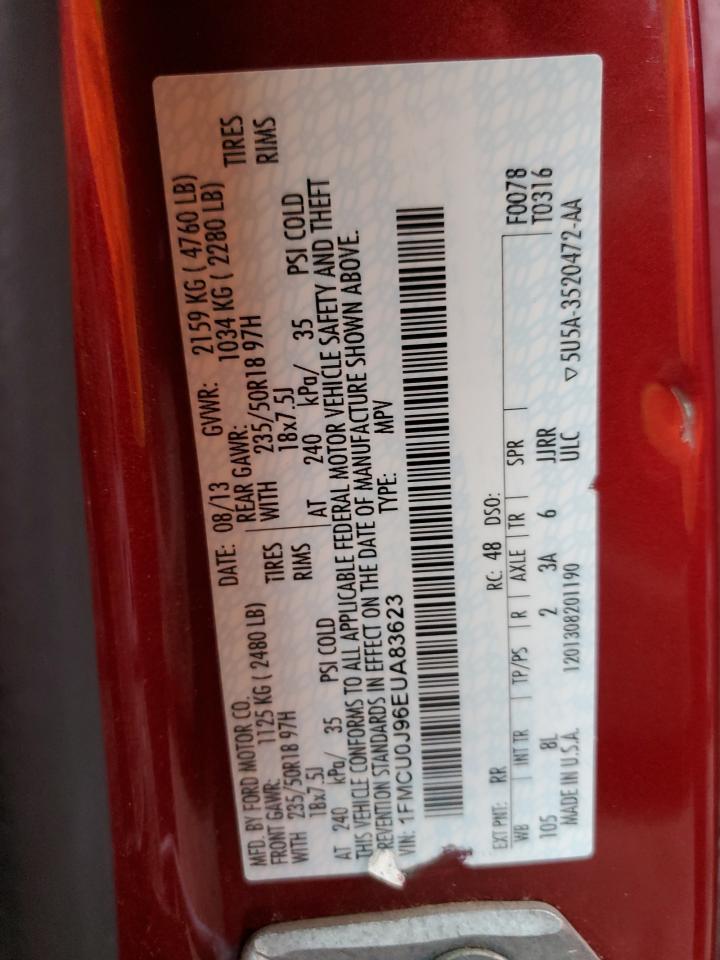 MFD. BY FORD MOTOR CO.
DATE: 08/13 GVWR: 2159 KG ( 4760 LB)
FRONT GAWR: 1125 KG ( 2480 LB) REAR GAWR: 1034 KG ( 2280 LB)
WITH 235/50R18 97H TIRES WITH 235/50R18 97H TIRES
18x7.5J RIMS 18x7.5J RIMS
AT 240 kPa/ 35 PSI COLD AT 240 kPa/ 35 PSI COLD
THIS VEHICLE CONFORMS TO ALL APPLICABLE FEDERAL MOTOR VEHICLE SAFETY AND THEFT
REVENTION STANDARDS IN EFFECT ON THE DATE OF MANUFACTURE SHOWN ABOVE.
VIN: 1FMCU0J96EUA83623 TYPE: MPV
EXT PNT: RR RC: 48 DSO: F0078
WB INT TR TP/PS R AXLE TR SPR T0316
105 8L 2 3A 6 JJRR
MADE IN U.S.A. 1201308201190 ULC ▽5U5A-3520472-AA